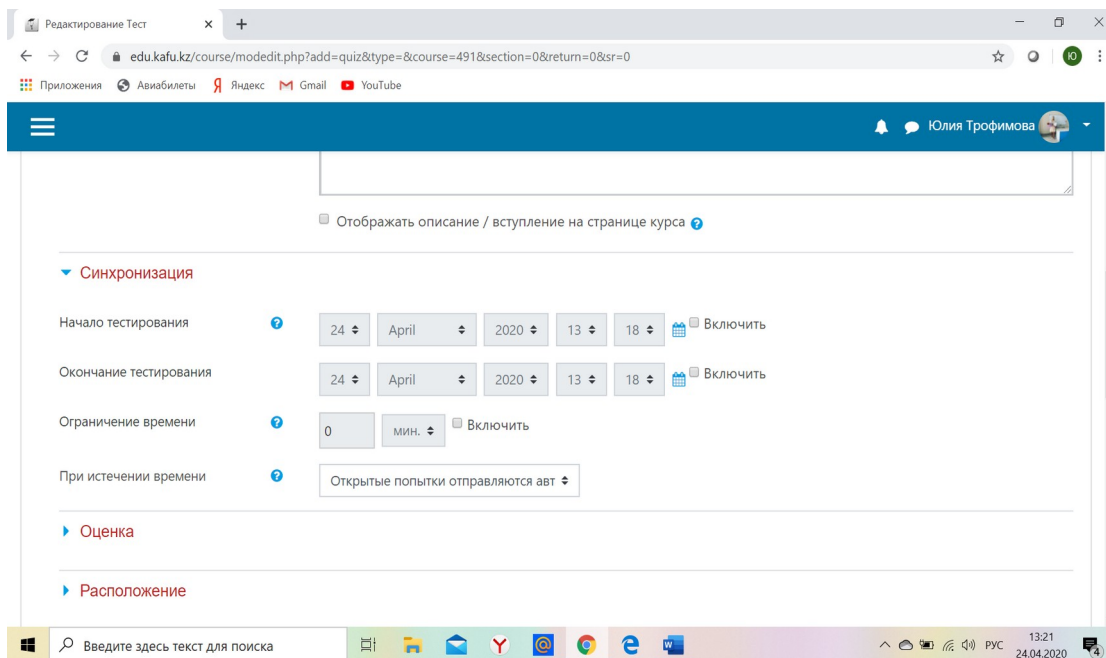 Редактирование Тест
edu.kafu.kz/course/modedit.php?add=quiz&type=&course=491&section=0&return=0&sr=0
Ю
Приложения Авиабилеты Яндекс Gmail YouTube
Юлия Трофимова
Отображать описание / вступление на странице курса ?
Синхронизация
Начало тестирования ? 24 April 2020 13 18 Включить
Окончание тестирования 24 April 2020 13 18 Включить
Ограничение времени ? 0 мин. Включить
При истечении времени ? Открытые попытки отправляются авт
Оценка
Расположение
Введите здесь текст для поиска
РУС 13:21
24.04.2020 4